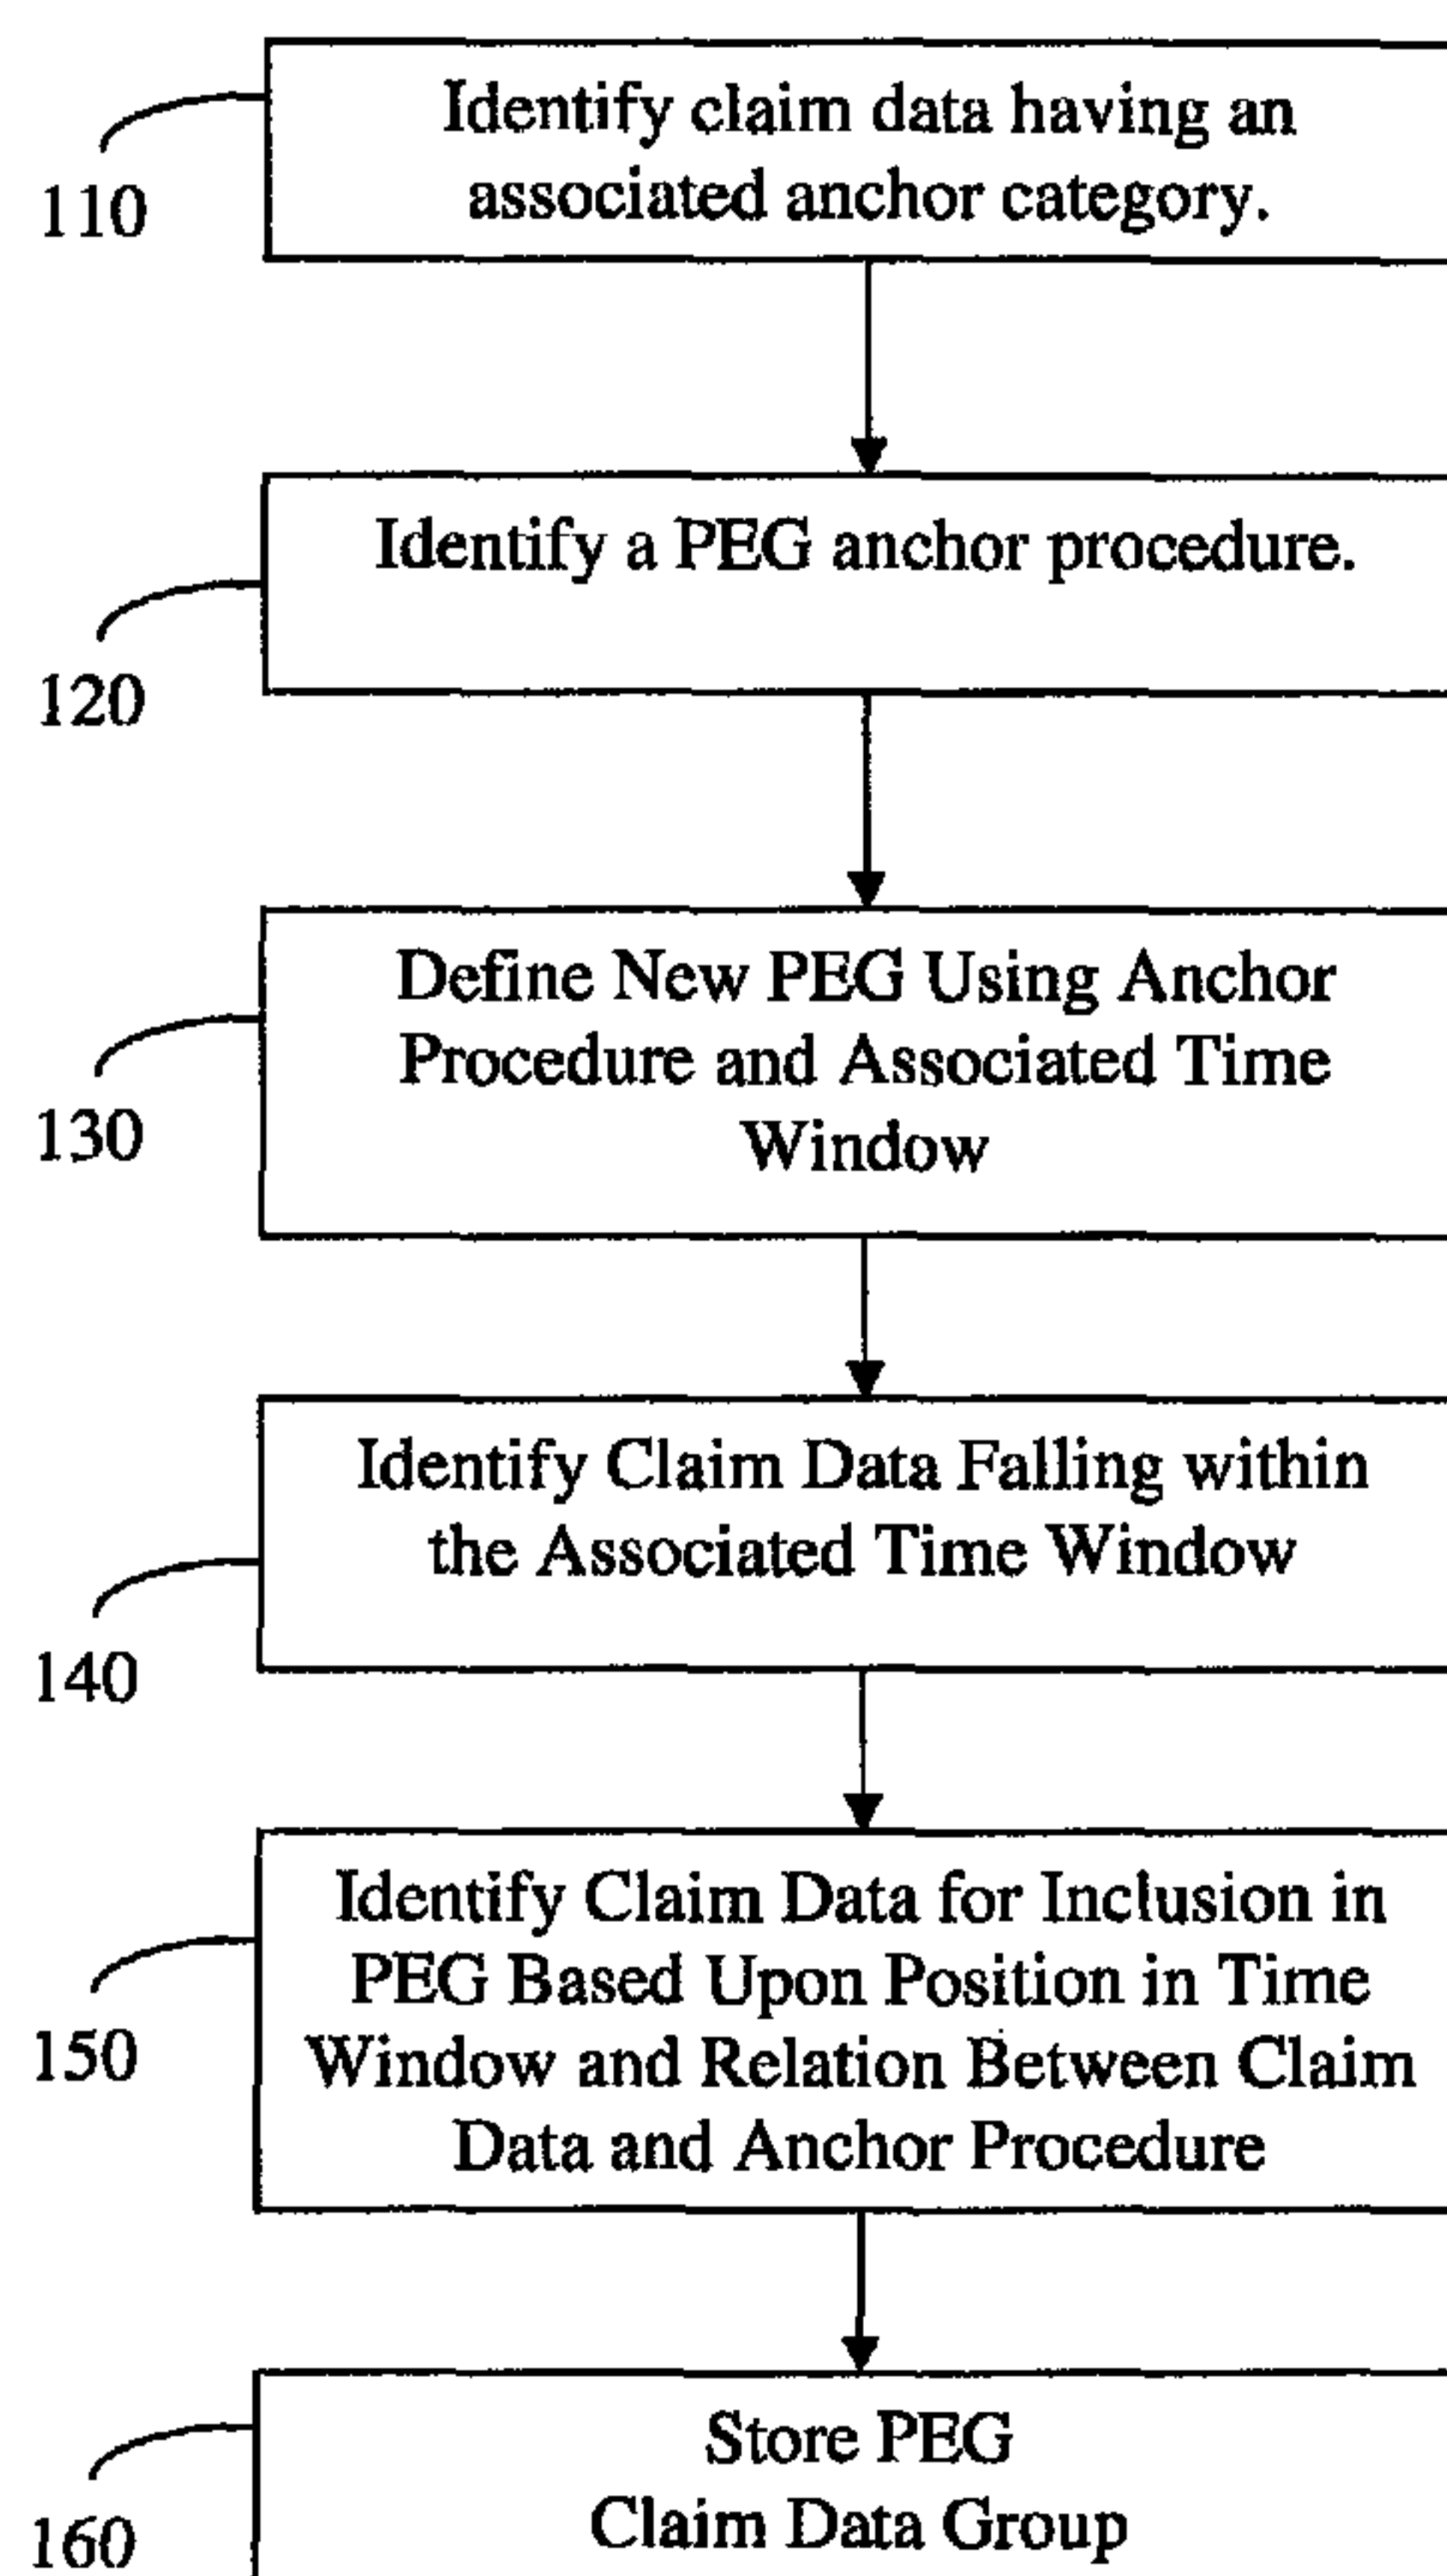 Identify claim data having an
associated anchor category.
110
Identify a PEG anchor procedure.
120
Define New PEG Using Anchor
Procedure and Associated Time
Window
130
Identify Claim Data Falling within
the Associated Time Window
140
Identify Claim Data for Inclusion in
PEG Based Upon Position in Time
Window and Relation Between Claim
Data and Anchor Procedure
150
Store PEG
Claim Data Group
160